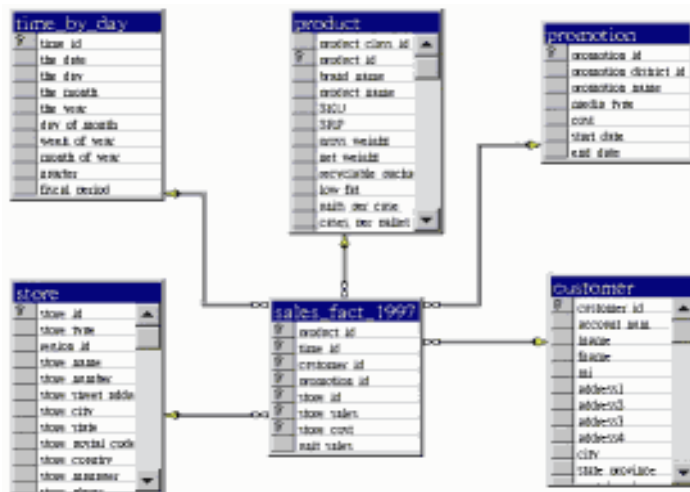 time_by_day
time_id
the_date
the_day
the_month
the_year
day_of_month
week_of_year
month_of_year
quarter
fiscal_period
product
product_class_id
product_id
brand_name
product_name
SKU
SRP
gross_weight
net_weight
low_fat
units_per_case
cases_per_pallet
promotion
promotion_id
promotion_district_id
promotion_name
media_type
cost
start_date
end_date
store
store_id
store_type
region_id
store_name
store_number
store_street_addre
store_city
store_state
store_postal_code
store_country
store_manager
sales_fact_1997
product_id
time_id
customer_id
promotion_id
store_id
store_sales
store_cost
unit_sales
customer
customer_id
account_num
lname
fname
mi
address1
address2
address3
address4
city
state_province